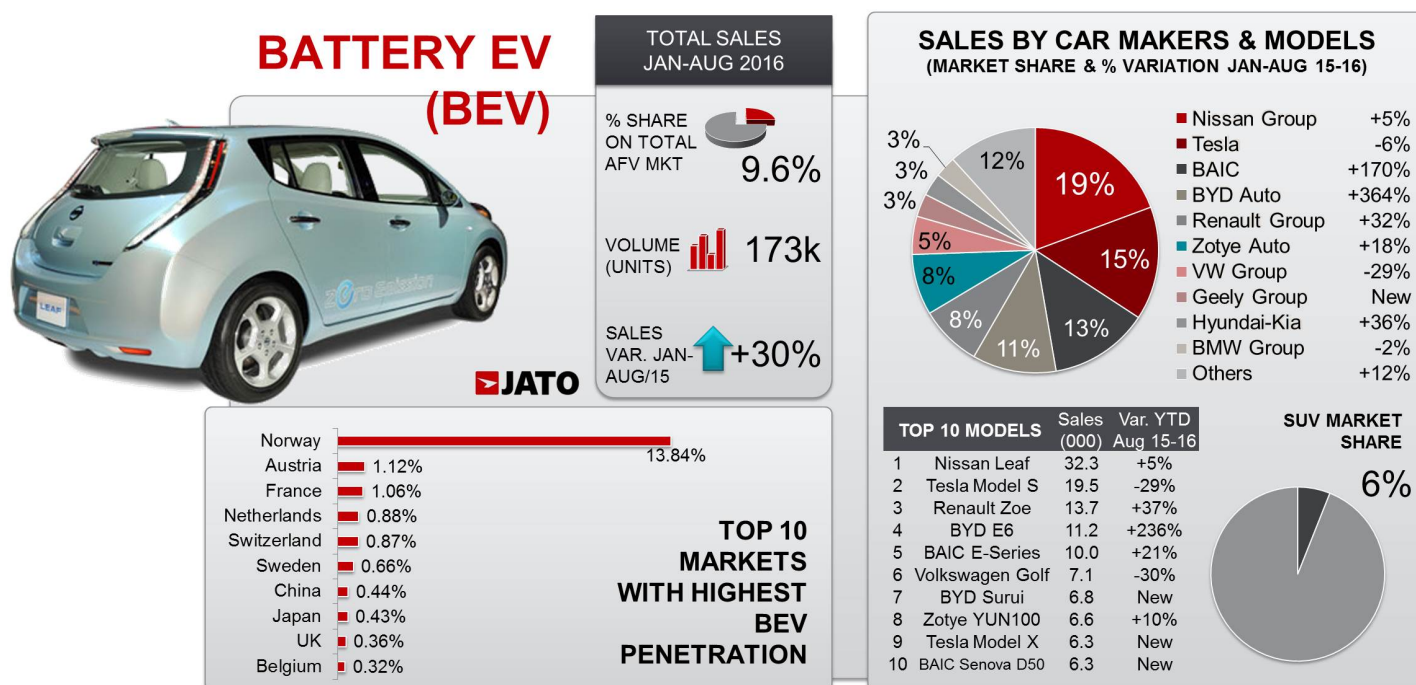 BATTERY EV
(BEV)
Zero Emission
LEAF
JATO
TOTAL SALES
JAN-AUG 2016
% SHARE
ON TOTAL
AFV MKT
9.6%
VOLUME
(UNITS)
173k
SALES
VAR. JAN-
AUG/15
+30%
Norway 13.84%
Austria 1.12%
France 1.06%
Netherlands 0.88%
Switzerland 0.87%
Sweden 0.66%
China 0.44%
Japan 0.43%
UK 0.36%
Belgium 0.32%
TOP 10
MARKETS
WITH HIGHEST
BEV
PENETRATION
SALES BY CAR MAKERS & MODELS
(MARKET SHARE & % VARIATION JAN-AUG 15-16)
19%
15%
13%
11%
8%
8%
5%
3%
3%
3%
12%
Nissan Group +5%
Tesla -6%
BAIC +170%
BYD Auto +364%
Renault Group +32%
Zotye Auto +18%
VW Group -29%
Geely Group New
Hyundai-Kia +36%
BMW Group -2%
Others +12%
TOP 10 MODELS Sales (000) Var. YTD Aug 15-16
1 Nissan Leaf 32.3 +5%
2 Tesla Model S 19.5 -29%
3 Renault Zoe 13.7 +37%
4 BYD E6 11.2 +236%
5 BAIC E-Series 10.0 +21%
6 Volkswagen Golf 7.1 -30%
7 BYD Surui 6.8 New
8 Zotye YUN100 6.6 +10%
9 Tesla Model X 6.3 New
10 BAIC Senova D50 6.3 New
SUV MARKET
SHARE
6%